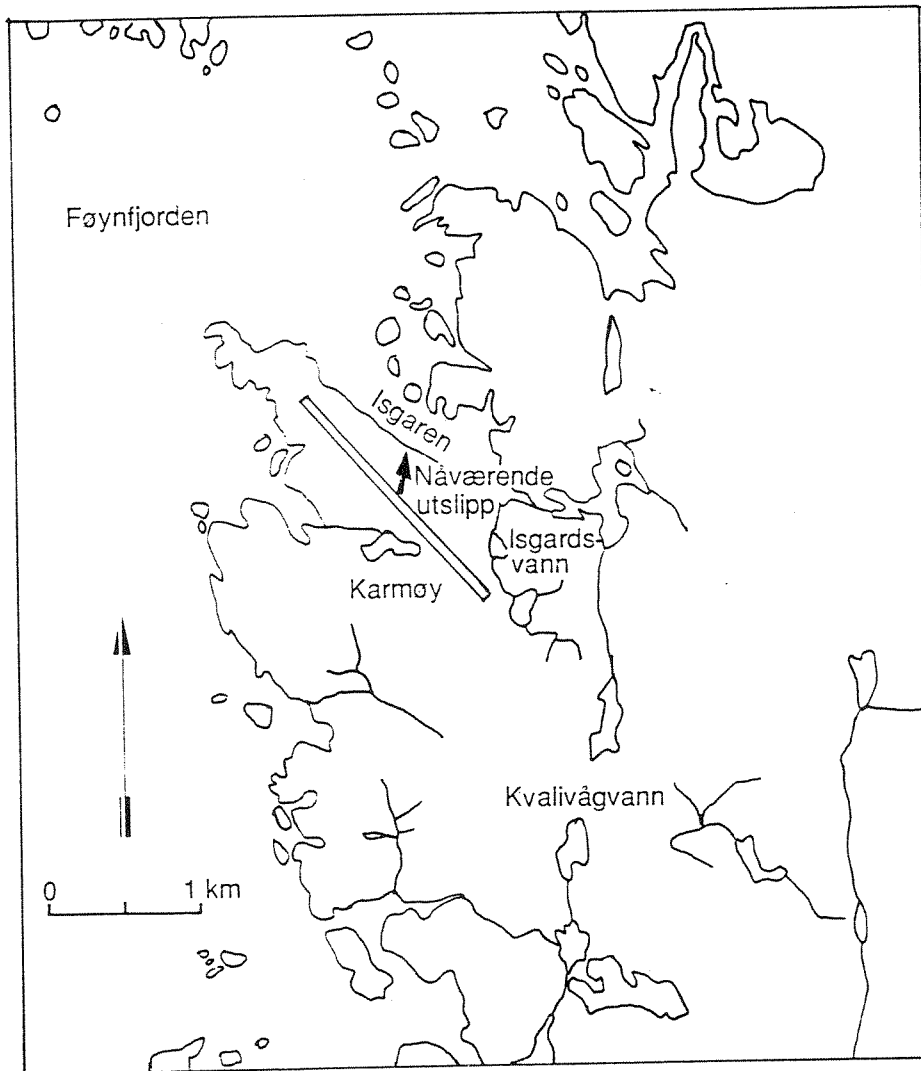 Føynfjorden
Isgaren
Nåværende
utslipp
Isgards-
vann
Karmøy
Kvalivågvann
0 1 km